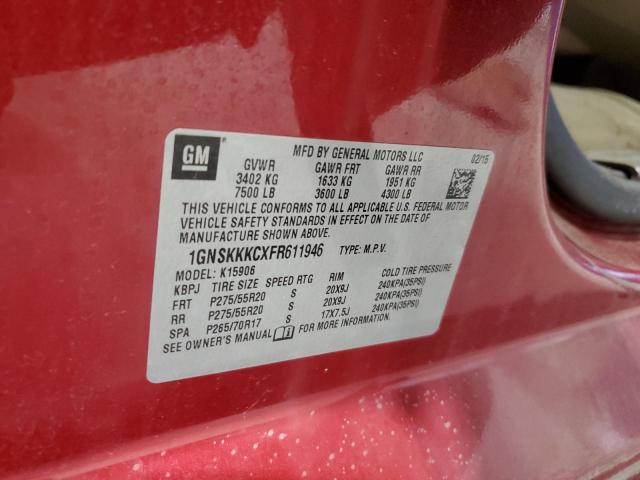 GM
MFD BY GENERAL MOTORS LLC
02/15
GVWR GAWR FRT GAWR RR
3402 KG 1633 KG 1951 KG
7500 LB 3600 LB 4300 LB
THIS VEHICLE CONFORMS TO ALL APPLICABLE U.S. FEDERAL MOTOR
VEHICLE SAFETY STANDARDS IN EFFECT ON THE DATE OF
MANUFACTURE SHOWN ABOVE.
1GNSKKKCXFR611946 TYPE: M.P.V.
MODEL: K15906
KBPJ TIRE SIZE SPEED RTG RIM COLD TIRE PRESSURE
FRT P275/55R20 S 20X9J 240KPA(35PSI)
RR P275/55R20 S 20X9J 240KPA(35PSI)
SPA P265/70R17 S 17X7.5J 240KPA(35PSI)
SEE OWNER'S MANUAL FOR MORE INFORMATION.